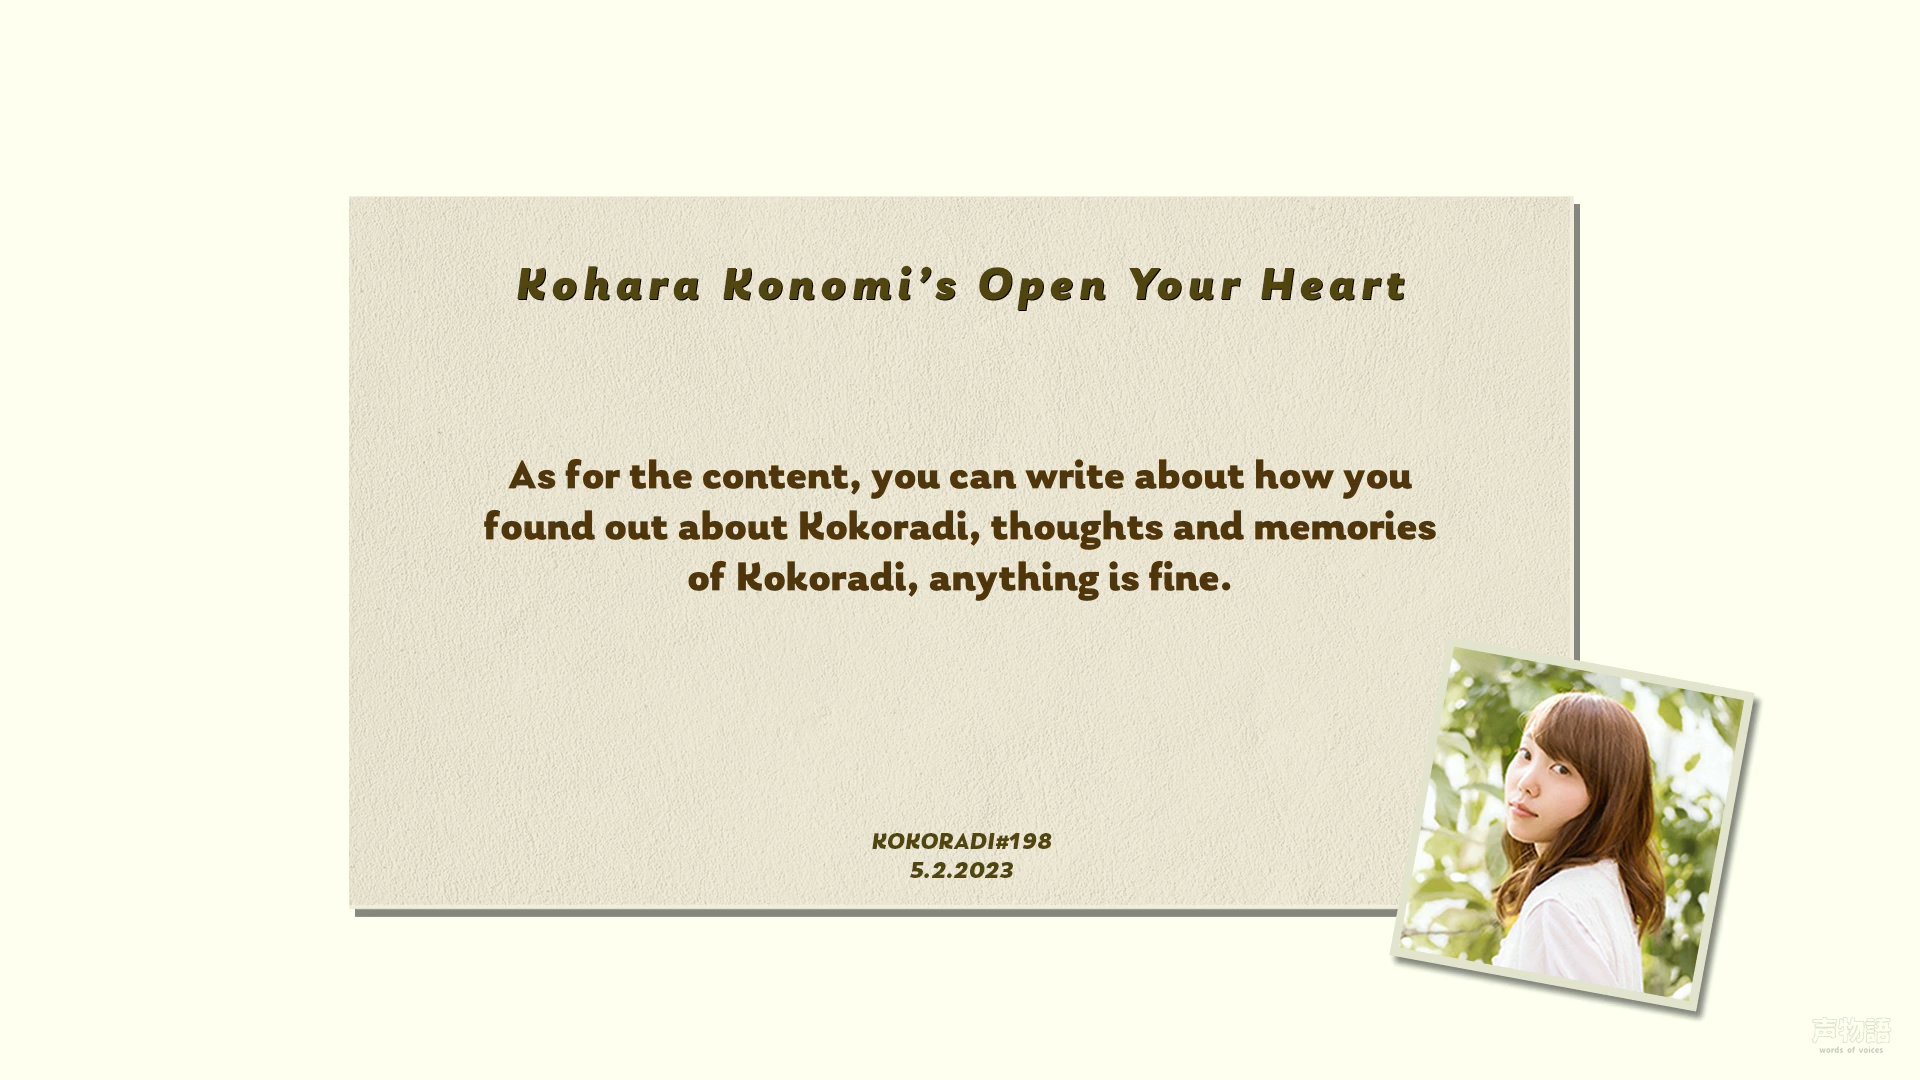 Kohara Konomi’s Open Your Heart
As for the content, you can write about how you
found out about Kokoradi, thoughts and memories
of Kokoradi, anything is fine.
KOKORADI#198
5.2.2023
声物語
words of voices